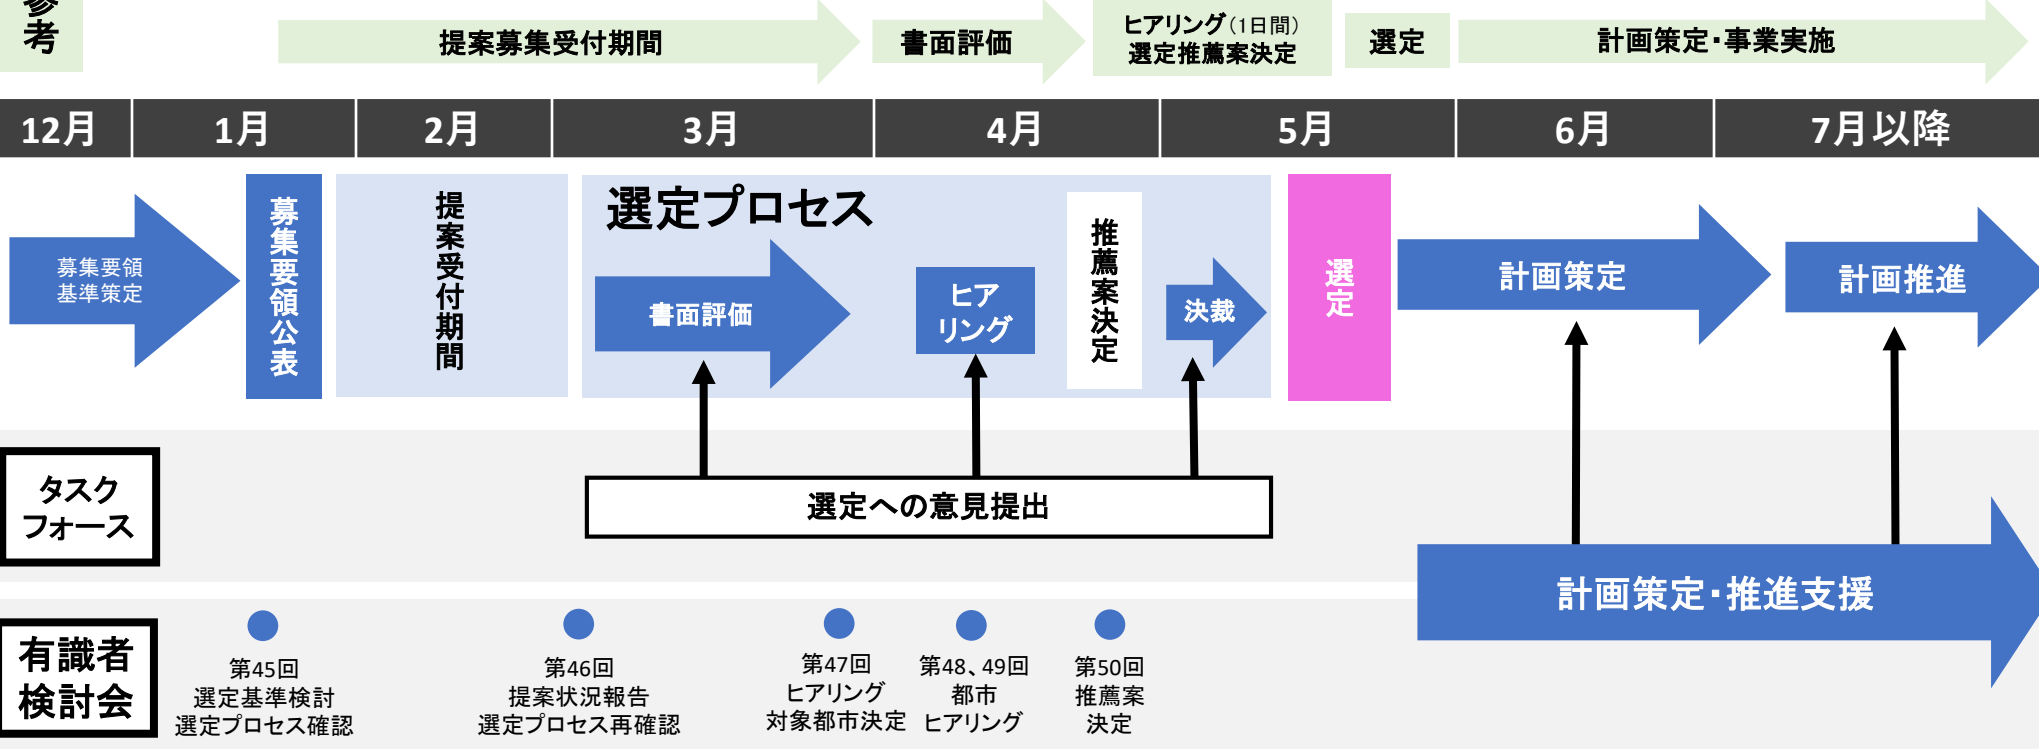 参考
提案募集受付期間
書面評価
ヒアリング(1日間)
選定推薦案決定
選定
計画策定・事業実施
12月
1月
2月
3月
4月
5月
6月
7月以降
募集要領
基準策定
募集要領公表
提案受付期間
選定プロセス
書面評価
ヒア
リング
推薦案決定
決裁
選定
計画策定
計画推進
タスク
フォース
選定への意見提出
計画策定・推進支援
有識者
検討会
第45回
選定基準検討
選定プロセス確認
第46回
提案状況報告
選定プロセス再確認
第47回
ヒアリング
対象都市決定
第48、49回
都市
ヒアリング
第50回
推薦案
決定